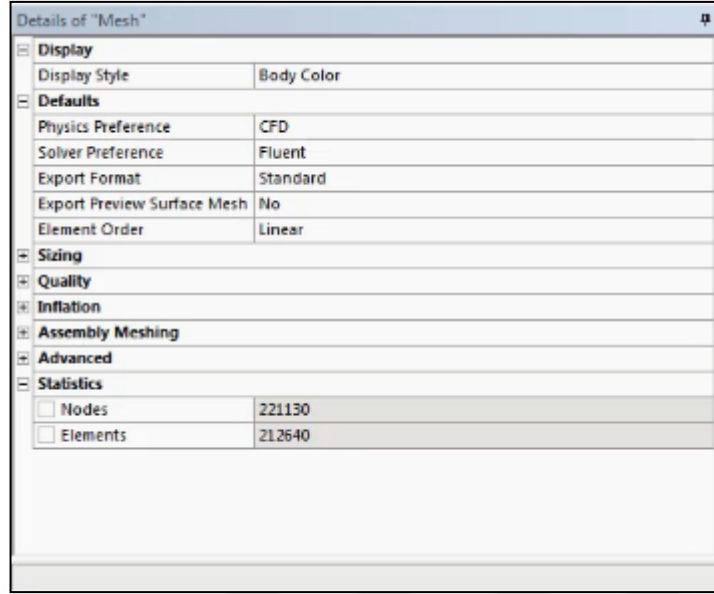 Details of "Mesh"
Display
Display Style Body Color
Defaults
Physics Preference CFD
Solver Preference Fluent
Export Format Standard
Export Preview Surface Mesh No
Element Order Linear
Sizing
Quality
Inflation
Assembly Meshing
Advanced
Statistics
Nodes 221130
Elements 212640